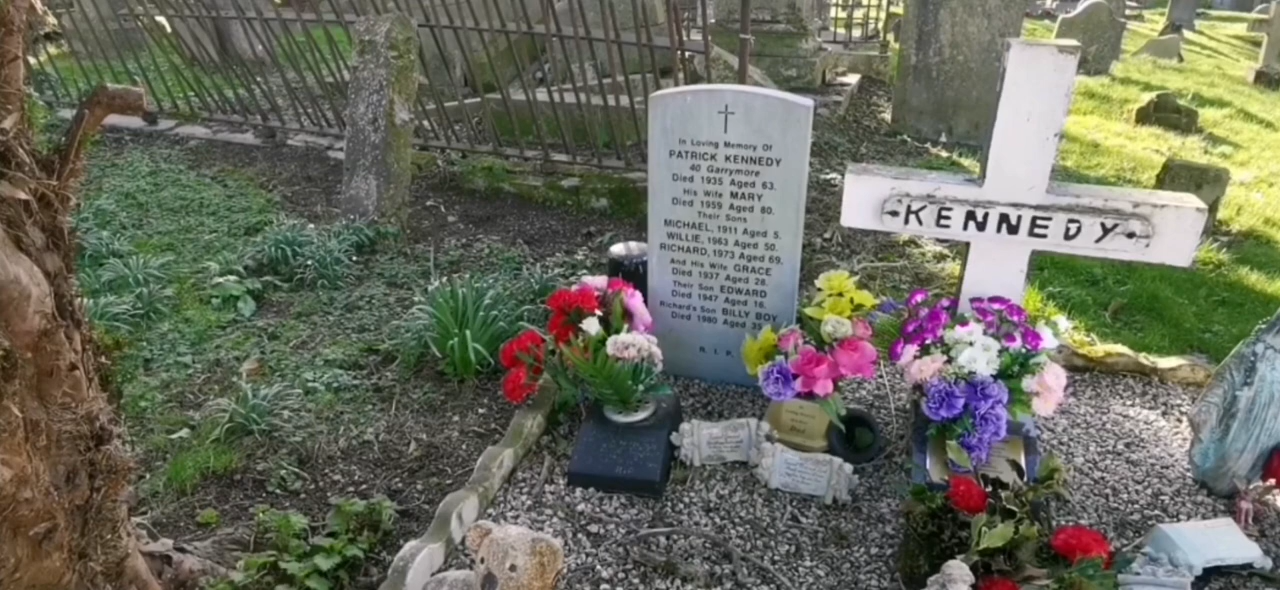 In Loving Memory Of
PATRICK KENNEDY
40 Garrymore
Died 1935 Aged 63.
His Wife MARY
Died 1959 Aged 80.
Their Sons
MICHAEL, 1911 Aged 5.
WILLIE, 1963 Aged 50.
RICHARD, 1973 Aged 69.
And His Wife GRACE
Died 1937 Aged 28.
Their Son EDWARD
Died 1947 Aged 16.
Richard's Son BILLY BOY
Died 1980 Aged
R. I. P.
KENNEDY